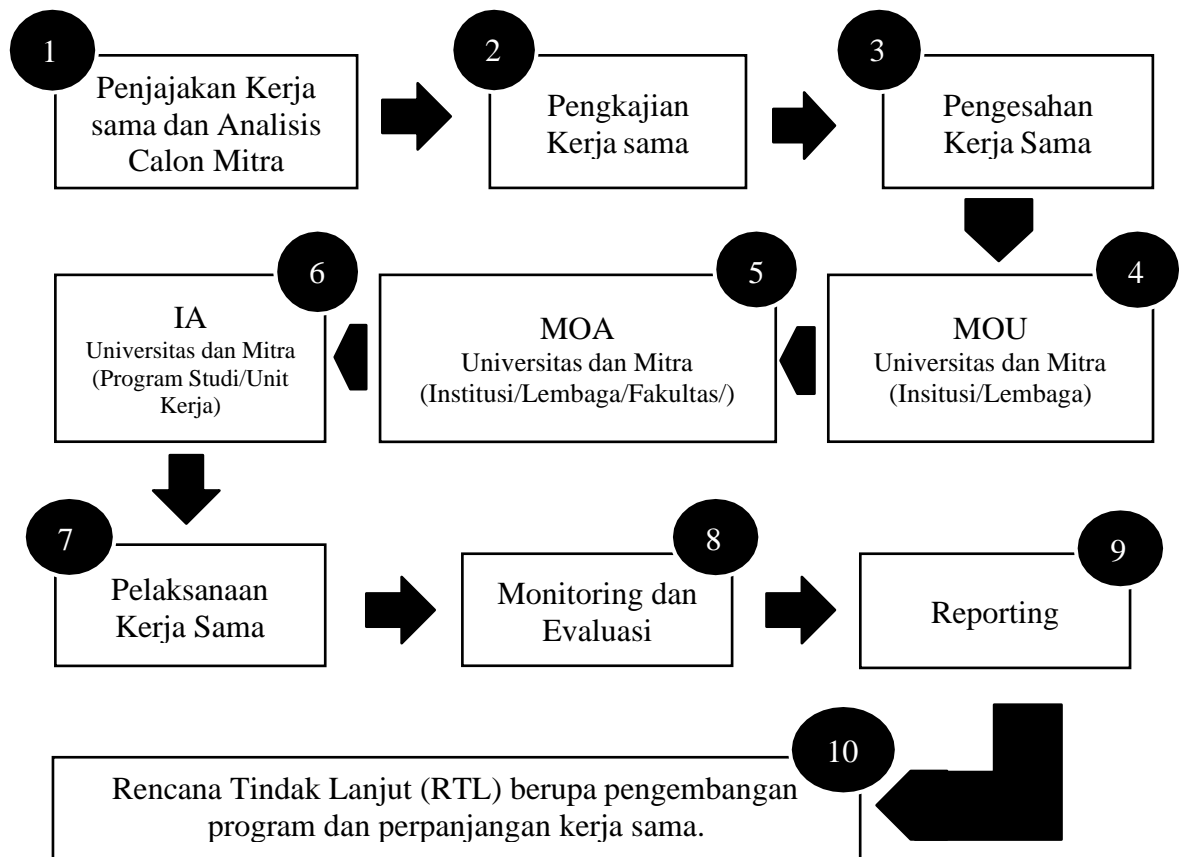 1
Penjajakan Kerja
sama dan Analisis
Calon Mitra
2
Pengkajian
Kerja sama
3
Pengesahan
Kerja Sama
4
MOU
Universitas dan Mitra
(Insitusi/Lembaga)
5
MOA
Universitas dan Mitra
(Institusi/Lembaga/Fakultas/)
6
IA
Universitas dan Mitra
(Program Studi/Unit
Kerja)
7
Pelaksanaan
Kerja Sama
8
Monitoring dan
Evaluasi
9
Reporting
10
Rencana Tindak Lanjut (RTL) berupa pengembangan
program dan perpanjangan kerja sama.